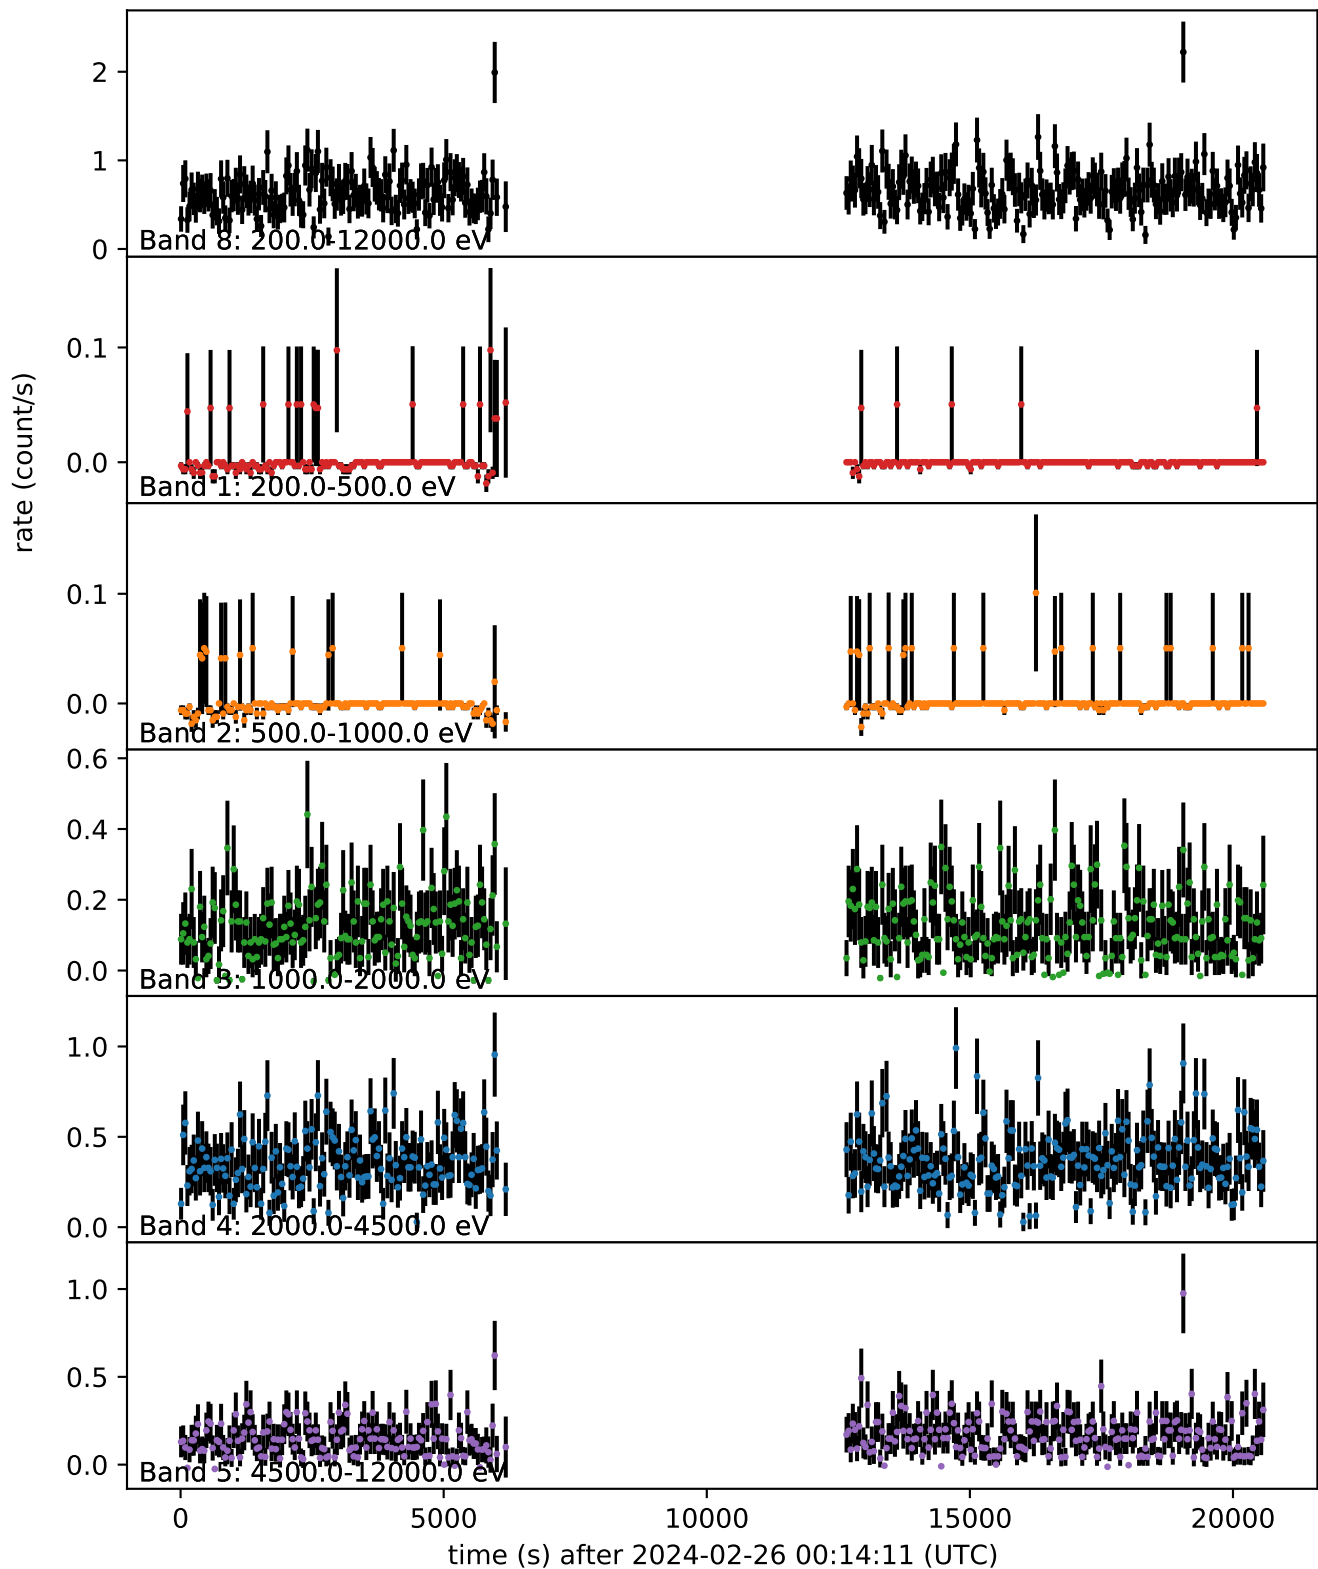 2
1
0
Band 8: 200.0-12000.0 eV
0.1
0.0
Band 1: 200.0-500.0 eV
rate (count/s)
0.1
0.0
Band 2: 500.0-1000.0 eV
0.6
0.4
0.2
0.0
Band 3: 1000.0-2000.0 eV
1.0
0.5
0.0
Band 4: 2000.0-4500.0 eV
1.0
0.5
0.0
Band 5: 4500.0-12000.0 eV
0 5000 10000 15000 20000
time (s) after 2024-02-26 00:14:11 (UTC)